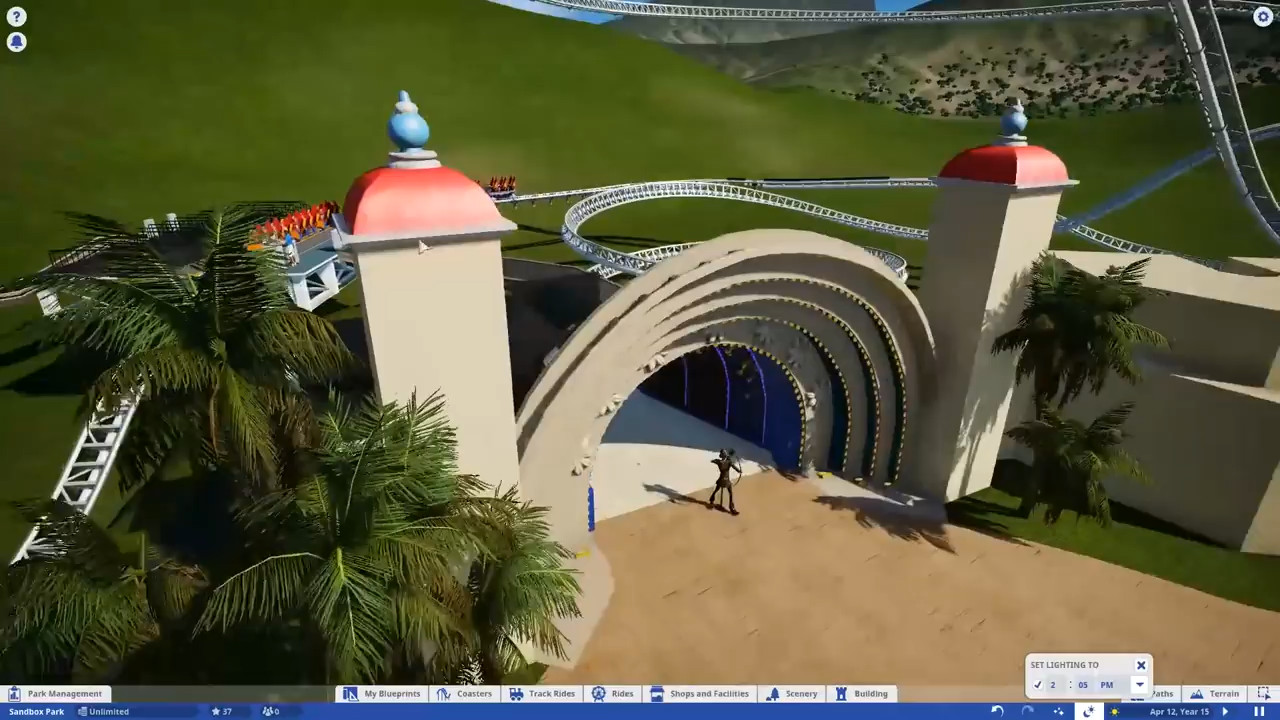 ?
SET LIGHTING TO
2 : 05 PM
Park Management
My Blueprints
Coasters
Track Rides
Rides
Shops and Facilities
Scenery
Building
Paths
Terrain
Sandbox Park
Unlimited
37
0
Apr 12, Year 15